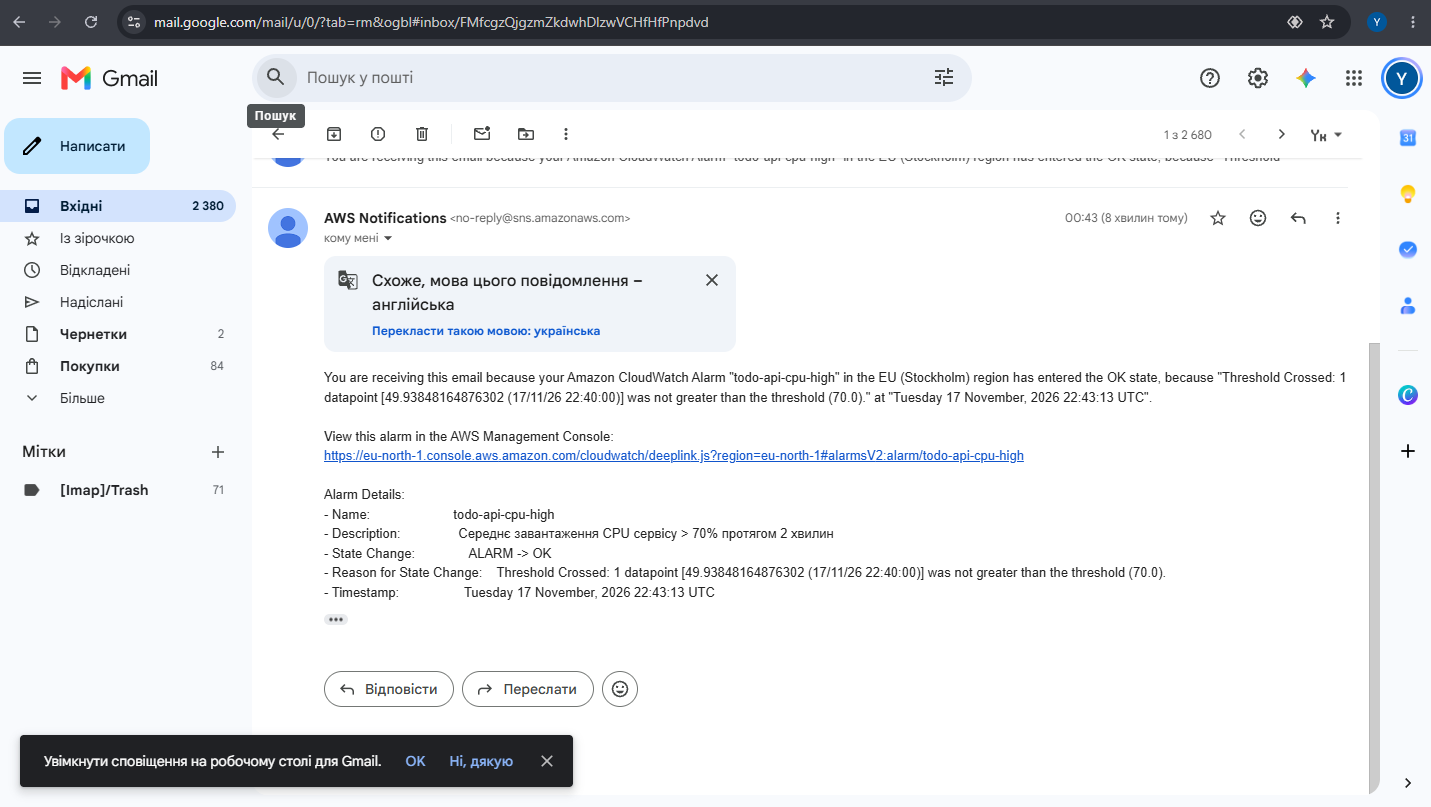 mail.google.com/mail/u/0/?tab=rm&ogbl#inbox/FMfcgzQjgzmZkdwhDlzwVCHfHfPnpdvd
Y
Gmail
Пошук у пошті
Y
Пошук
Написати
1 з 2 680
Ун
31
You are receiving this email because your Amazon CloudWatch Alarm "todo-api-cpu-high" in the EU (Stockholm) region has entered the OK state, because "Threshold
Вхідні 2 380
Із зірочкою
Відкладені
Надіслані
Чернетки 2
Покупки 84
Більше
Мітки
[Imap]/Trash 71
AWS Notifications <no-reply@sns.amazonaws.com>
00:43 (8 хвилин тому)
кому мені
Схоже, мова цього повідомлення –
англійська
Перекласти такою мовою: українська
You are receiving this email because your Amazon CloudWatch Alarm "todo-api-cpu-high" in the EU (Stockholm) region has entered the OK state, because "Threshold Crossed: 1
datapoint [49.93848164876302 (17/11/26 22:40:00)] was not greater than the threshold (70.0)." at "Tuesday 17 November, 2026 22:43:13 UTC".
View this alarm in the AWS Management Console:
https://eu-north-1.console.aws.amazon.com/cloudwatch/deeplink.js?region=eu-north-1#alarmsV2:alarm/todo-api-cpu-high
Alarm Details:
- Name: todo-api-cpu-high
- Description: Середнє завантаження CPU сервісу > 70% протягом 2 хвилин
- State Change: ALARM -> OK
- Reason for State Change: Threshold Crossed: 1 datapoint [49.93848164876302 (17/11/26 22:40:00)] was not greater than the threshold (70.0).
- Timestamp: Tuesday 17 November, 2026 22:43:13 UTC
Відповісти
Переслати
Увімкнути сповіщення на робочому столі для Gmail. OK Ні, дякую